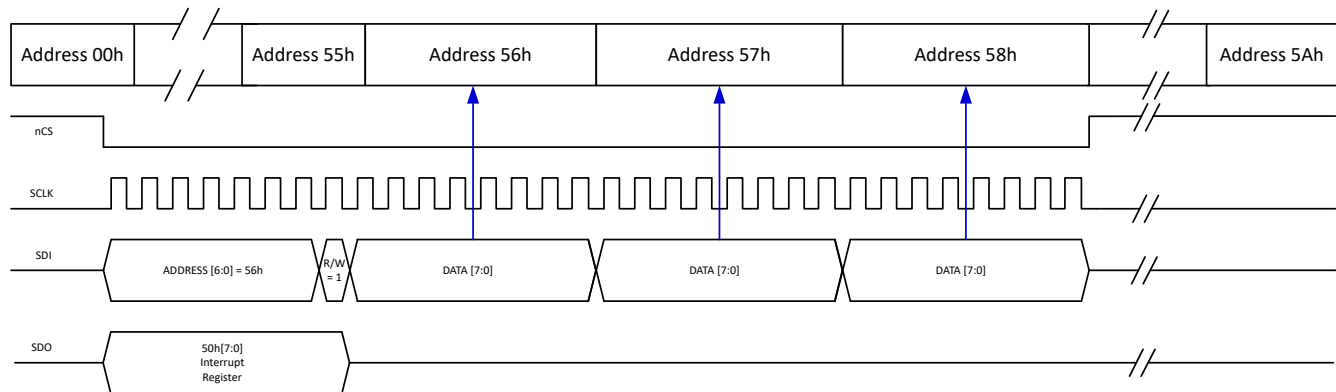 Address 00h
Address 55h
Address 56h
Address 57h
Address 58h
Address 5Ah
nCS
SCLK
SDI
ADDRESS [6:0] = 56h
R/W
= 1
DATA [7:0]
DATA [7:0]
DATA [7:0]
SDO
50h[7:0]
Interrupt
Register